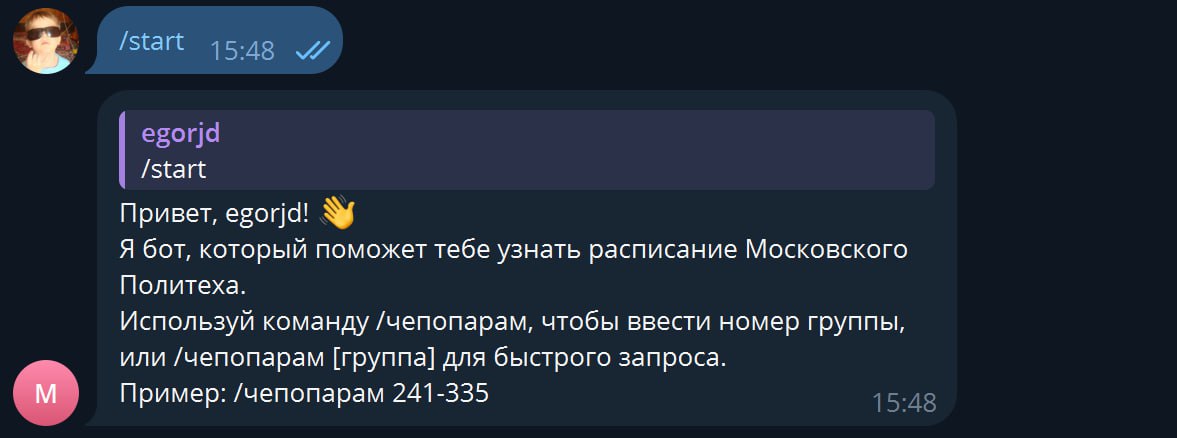 /start 15:48
egorjd
/start
Привет, egorjd! 👋
Я бот, который поможет тебе узнать расписание Московского
Политеха.
Используй команду /чепопарам, чтобы ввести номер группы,
или /чепопарам [группа] для быстрого запроса.
Пример: /чепопарам 241-335
15:48
М